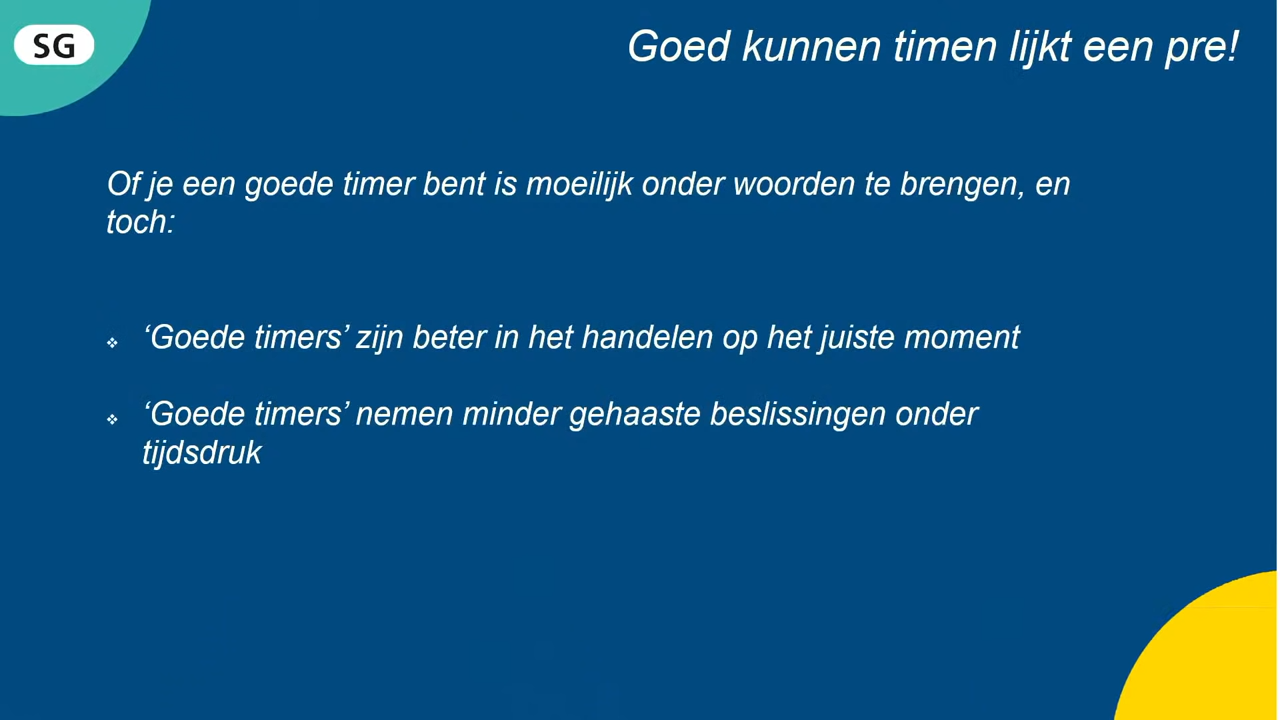 SG
Goed kunnen timen lijkt een pre!
Of je een goede timer bent is moeilijk onder woorden te brengen, en
toch:
‘Goede timers’ zijn beter in het handelen op het juiste moment
‘Goede timers’ nemen minder gehaaste beslissingen onder
tijdsdruk